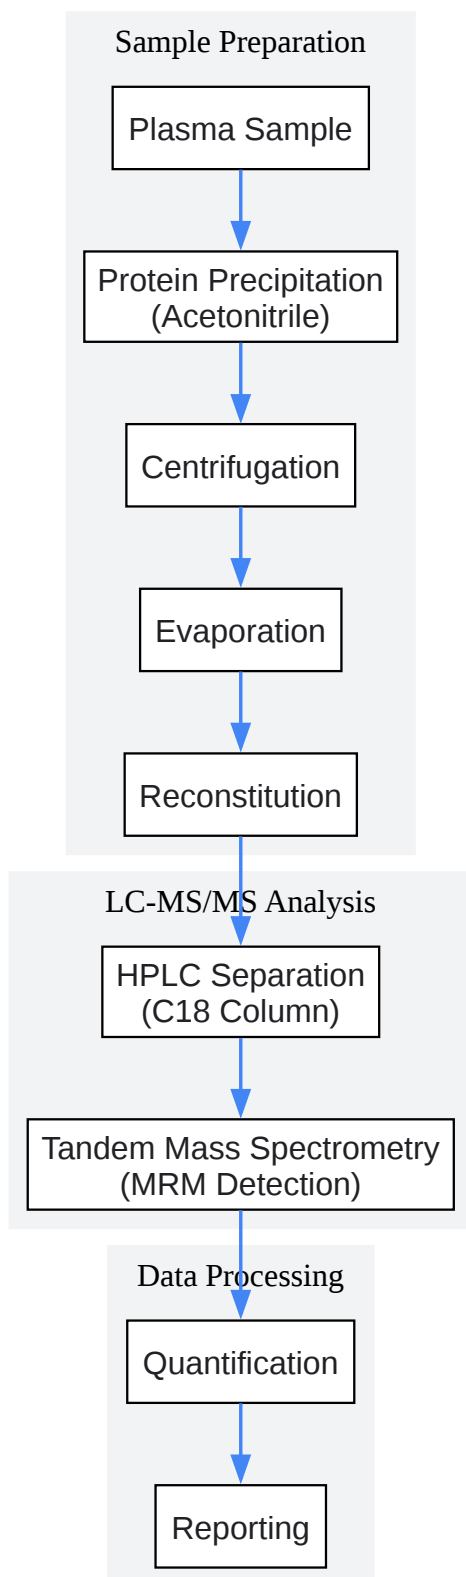 Sample Preparation
Plasma Sample
Protein Precipitation
(Acetonitrile)
Centrifugation
Evaporation
Reconstitution
LC-MS/MS Analysis
HPLC Separation
(C18 Column)
Tandem Mass Spectrometry
(MRM Detection)
Data Processing
Quantification
Reporting